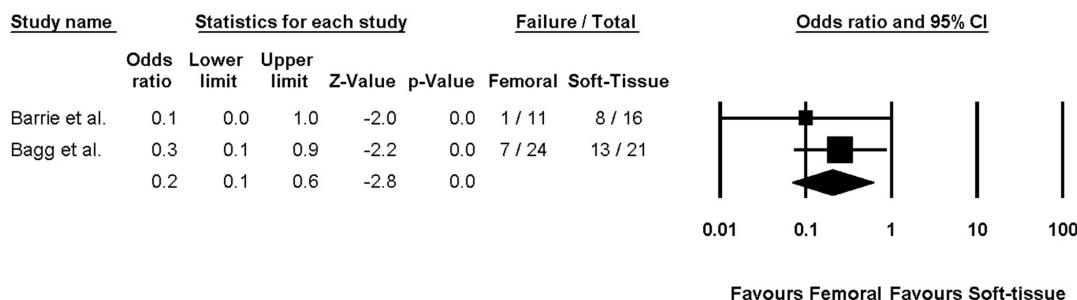 Study name Statistics for each study Failure / Total Odds ratio and 95% CI
Odds Lower Upper
ratio limit limit Z-Value p-Value Femoral Soft-Tissue
Barrie et al. 0.1 0.0 1.0 -2.0 0.0 1 / 11 8 / 16
Bagg et al. 0.3 0.1 0.9 -2.2 0.0 7 / 24 13 / 21
0.2 0.1 0.6 -2.8 0.0
0.01 0.1 1 10 100
Favours Femoral Favours Soft-tissue